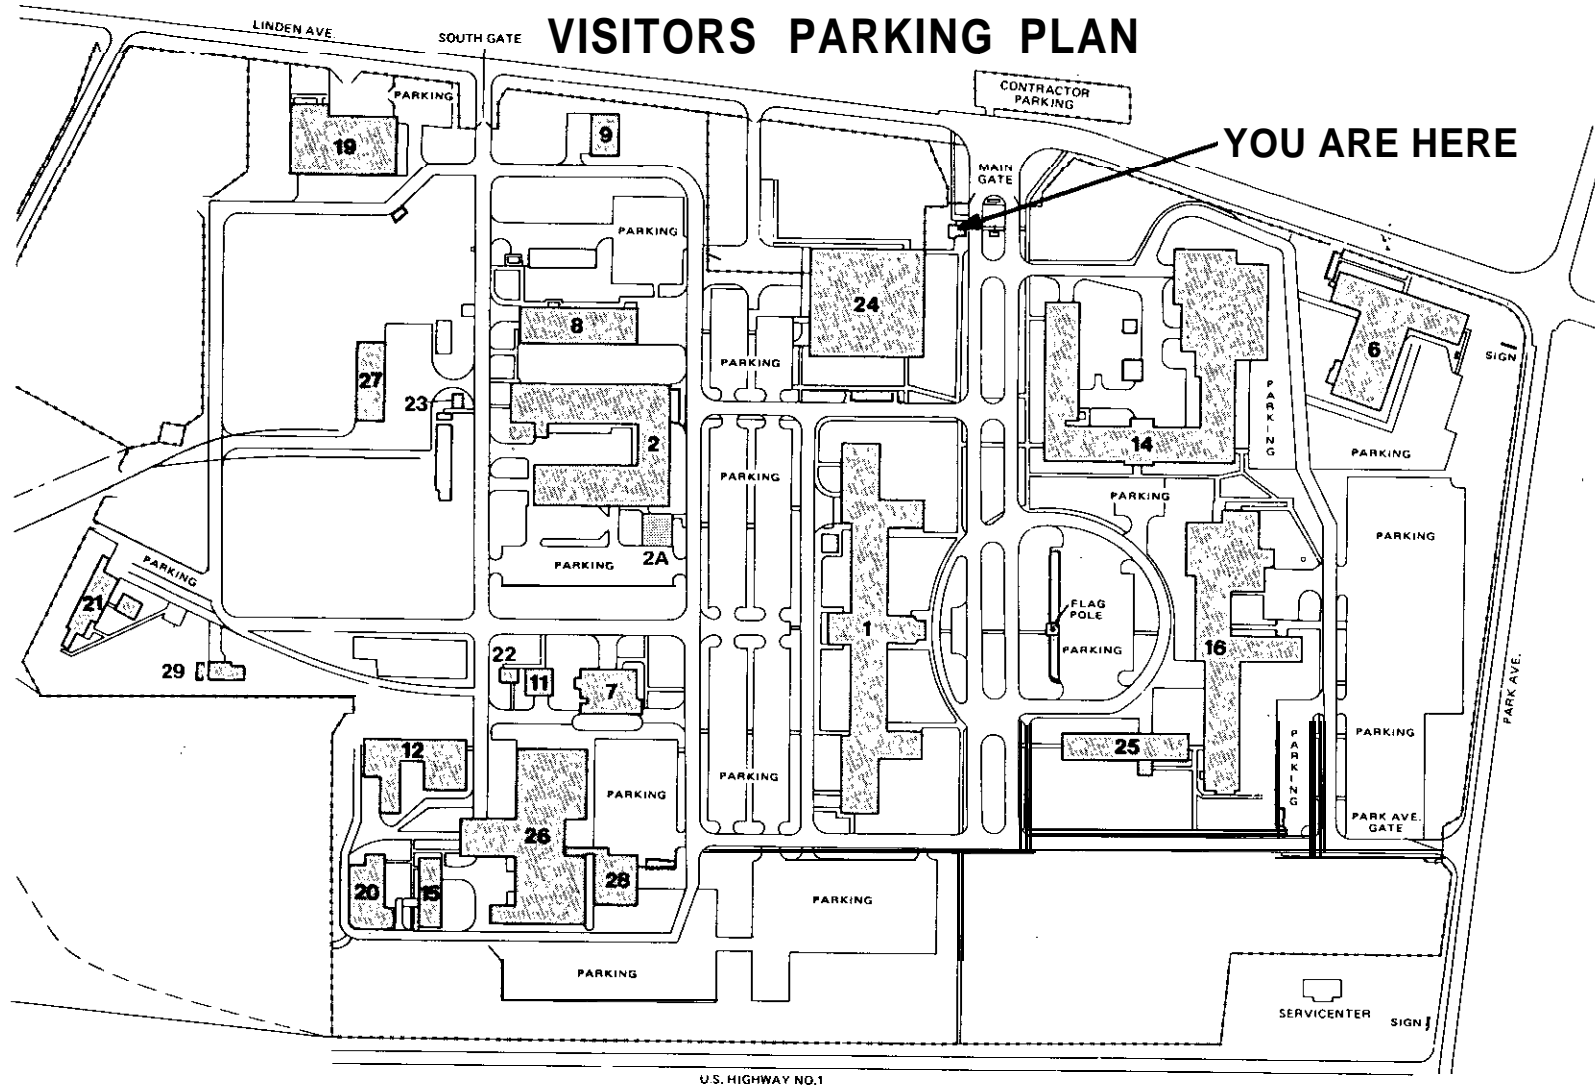 VISITORS PARKING PLAN
LINDEN AVE.
SOUTH GATE
PARKING
CONTRACTOR
PARKING
YOU ARE HERE
19
9
MAIN
GATE
PARKING
24
8
PARKING
6
SIGN
27
23
PARKING
2
14
PARKING
PARKING
PARKING
PARKING
2A
PARKING
PARKING
21
FLAG
POLE
1
PARKING
16
22
29
11
7
PARK AVE.
12
25
PARKING
PARKING
PARKING
PARKING
26
PARK AVE.
GATE
20
15
28
PARKING
PARKING
SERVICENTER
SIGN
U.S. HIGHWAY NO.1